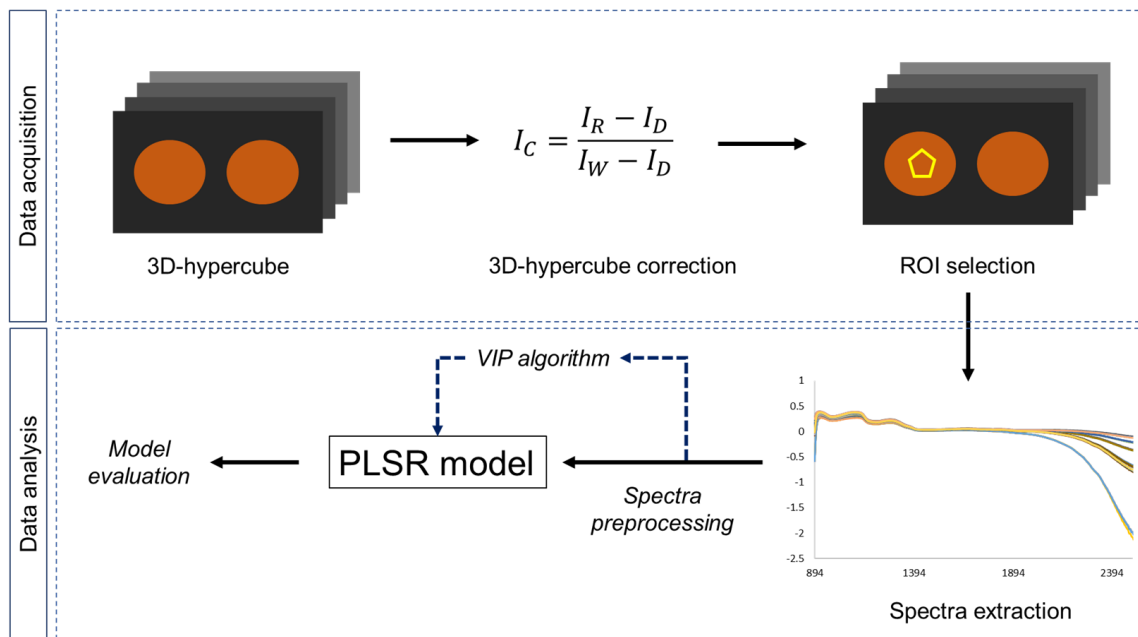 Data acquisition
3D-hypercube
I_C = (I_R − I_D) / (I_W − I_D)
3D-hypercube correction
ROI selection
Data analysis
VIP algorithm
PLSR model
Model
evaluation
Spectra
preprocessing
1
0.5
0
-0.5
-1
-1.5
-2
-2.5
894
1394
1894
2394
Spectra extraction